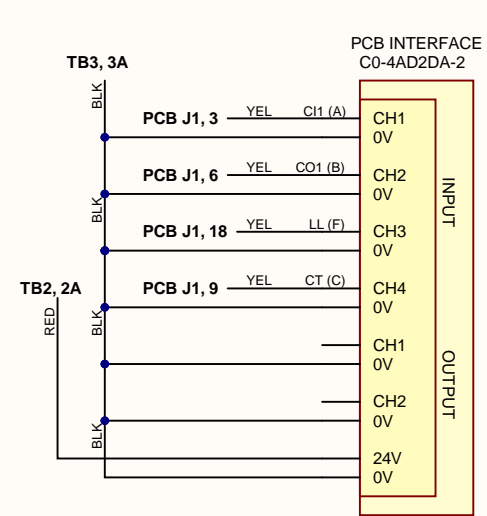 PCB INTERFACE
C0-4AD2DA-2
TB3, 3A
BLK
PCB J1, 3 YEL CI1 (A) CH1
0V
PCB J1, 6 YEL CO1 (B) CH2
0V
BLK
INPUT
PCB J1, 18 YEL LL (F) CH3
0V
TB2, 2A
PCB J1, 9 YEL CT (C) CH4
0V
RED
BLK
CH1
0V
OUTPUT
CH2
0V
BLK
24V
0V